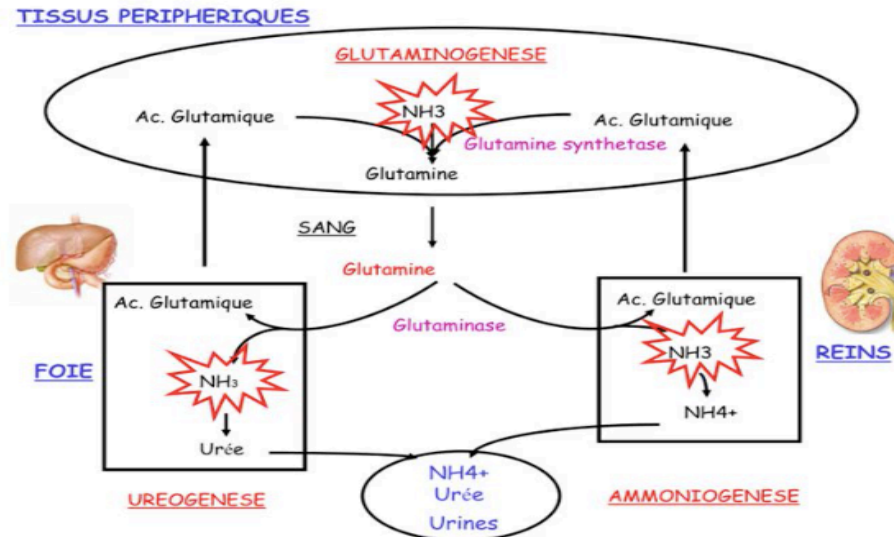 TISSUS PERIPHERIQUES
GLUTAMINOGENESE
NH3
Ac. Glutamique
Ac. Glutamique
Glutamine synthetase
Glutamine
SANG
Glutamine
Ac. Glutamique
Ac. Glutamique
Glutaminase
FOIE
NH₃
NH3
REINS
NH4+
Urée
NH4+
Urée
Urines
UREOGENESE
AMMONIOGENESE